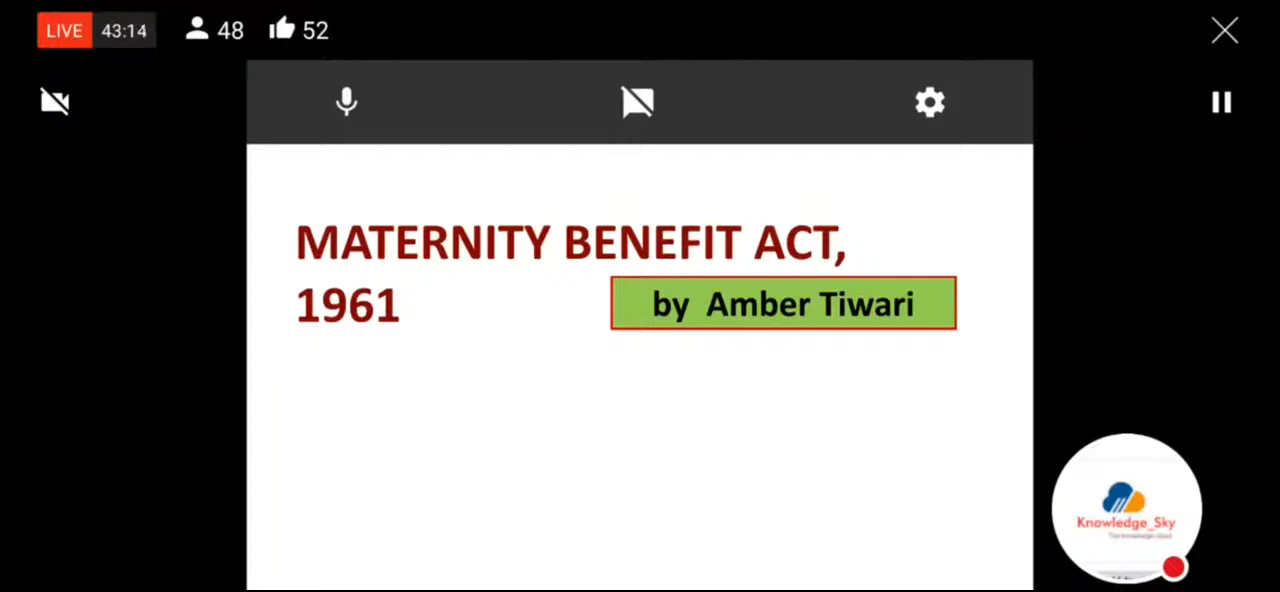 LIVE 43:14 48 52
MATERNITY BENEFIT ACT,
1961
by Amber Tiwari
Knowledge_Sky